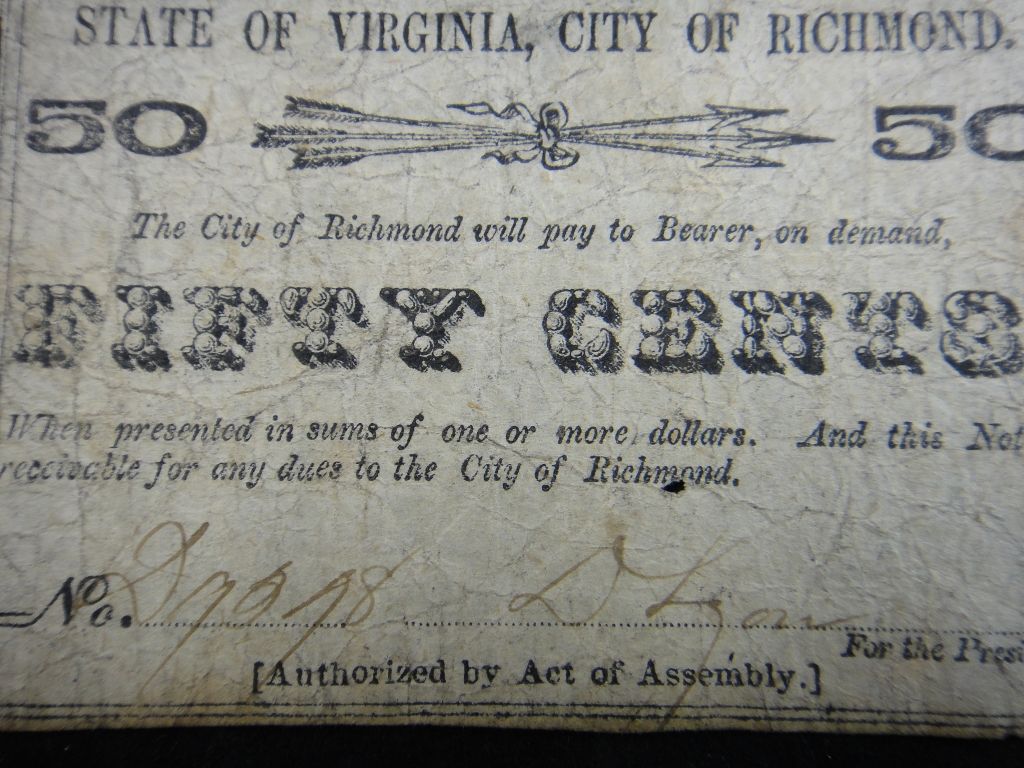 STATE OF VIRGINIA, CITY OF RICHMOND.
50 50
The City of Richmond will pay to Bearer, on demand,
FIFTY CENTS
When presented in sums of one or more dollars. And this Not
receivable for any dues to the City of Richmond.
No. D Lyon
For the Presi
[Authorized by Act of Assembly.]